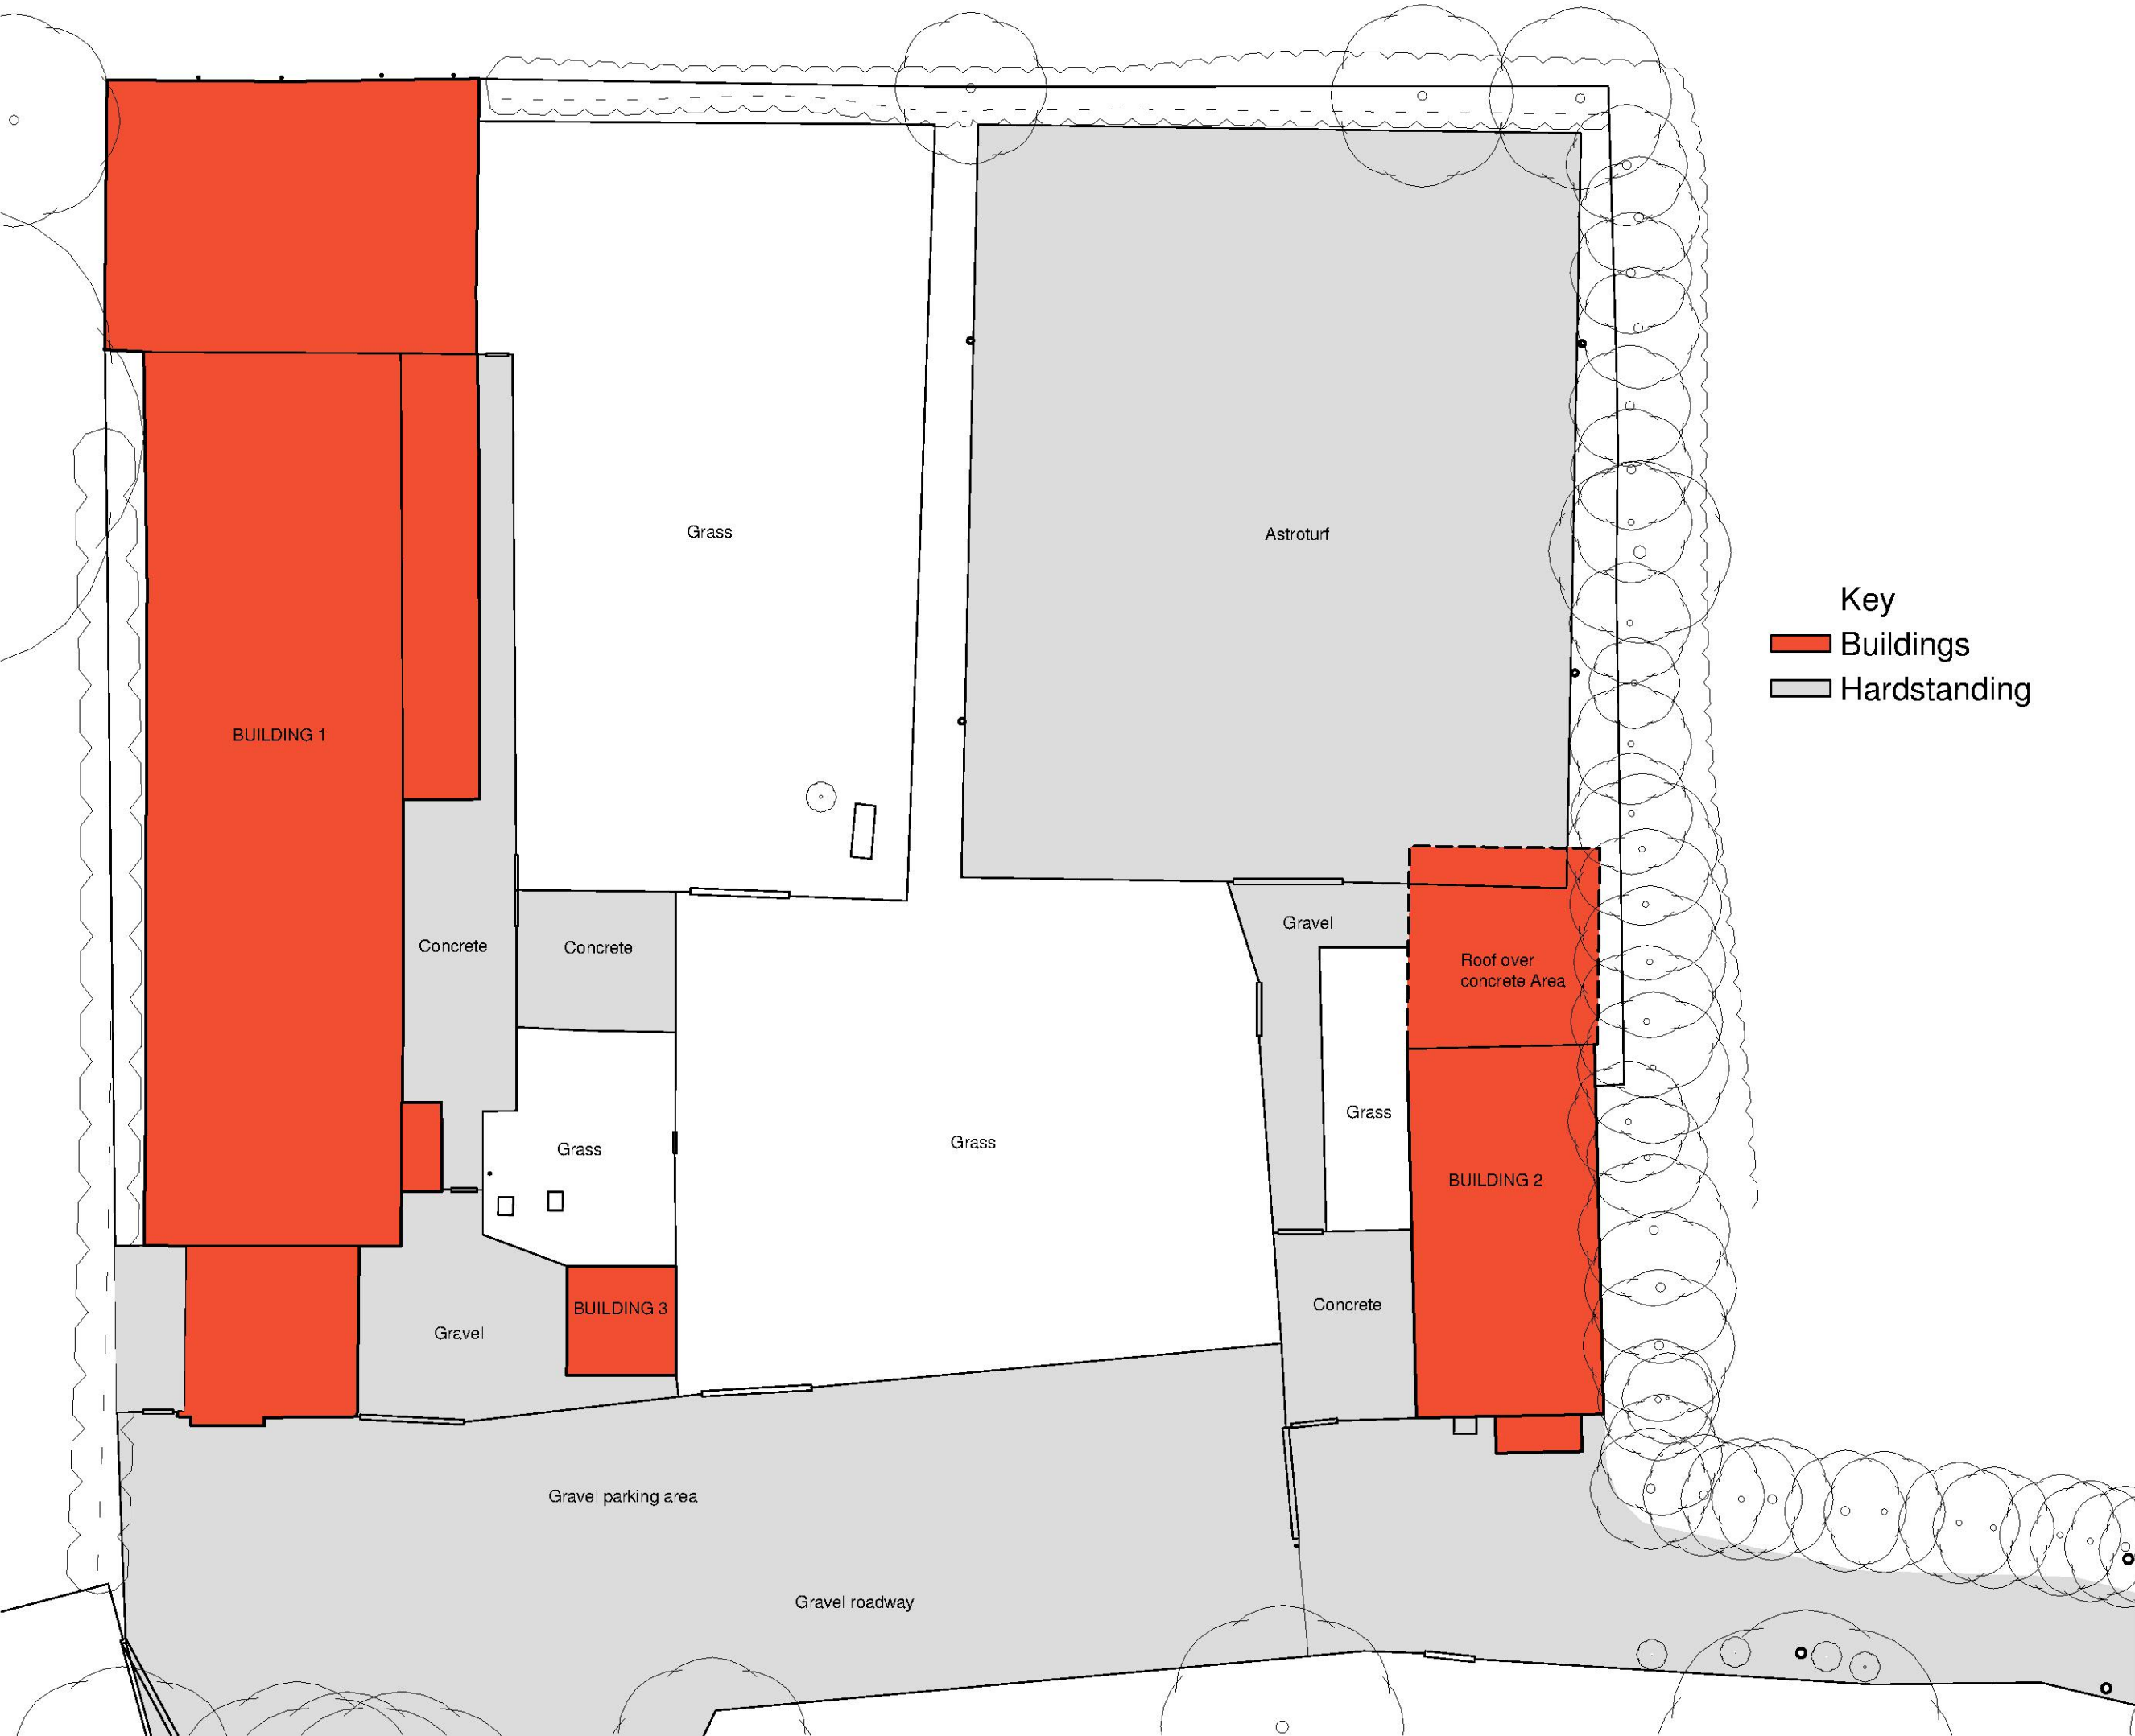 Grass
Astroturf
Key
Buildings
Hardstanding
BUILDING 1
Gravel
Concrete
Concrete
Roof over
concrete Area
Grass
Grass
Grass
BUILDING 2
BUILDING 3
Concrete
Gravel
Gravel parking area
Gravel roadway